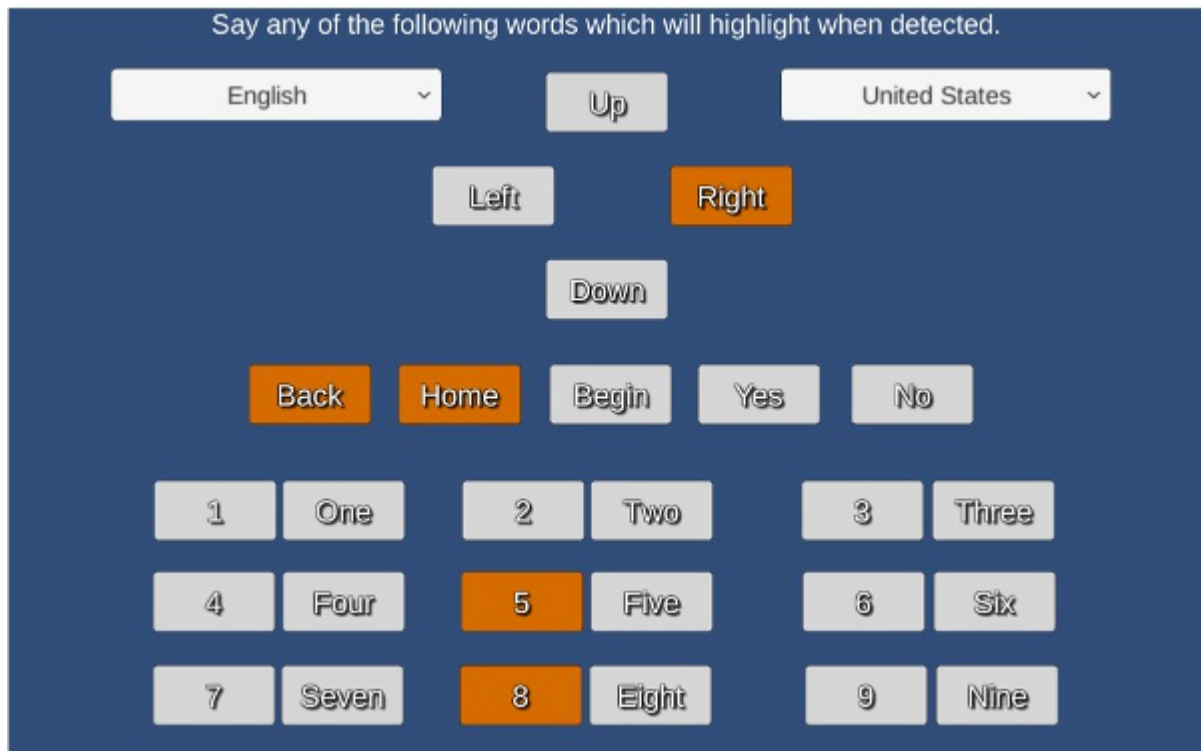 Say any of the following words which will highlight when detected.
English Up United States
Left Right
Down
Back Home Begin Yes No
1 One 2 Two 3 Three
4 Four 5 Five 6 Six
7 Seven 8 Eight 9 Nine